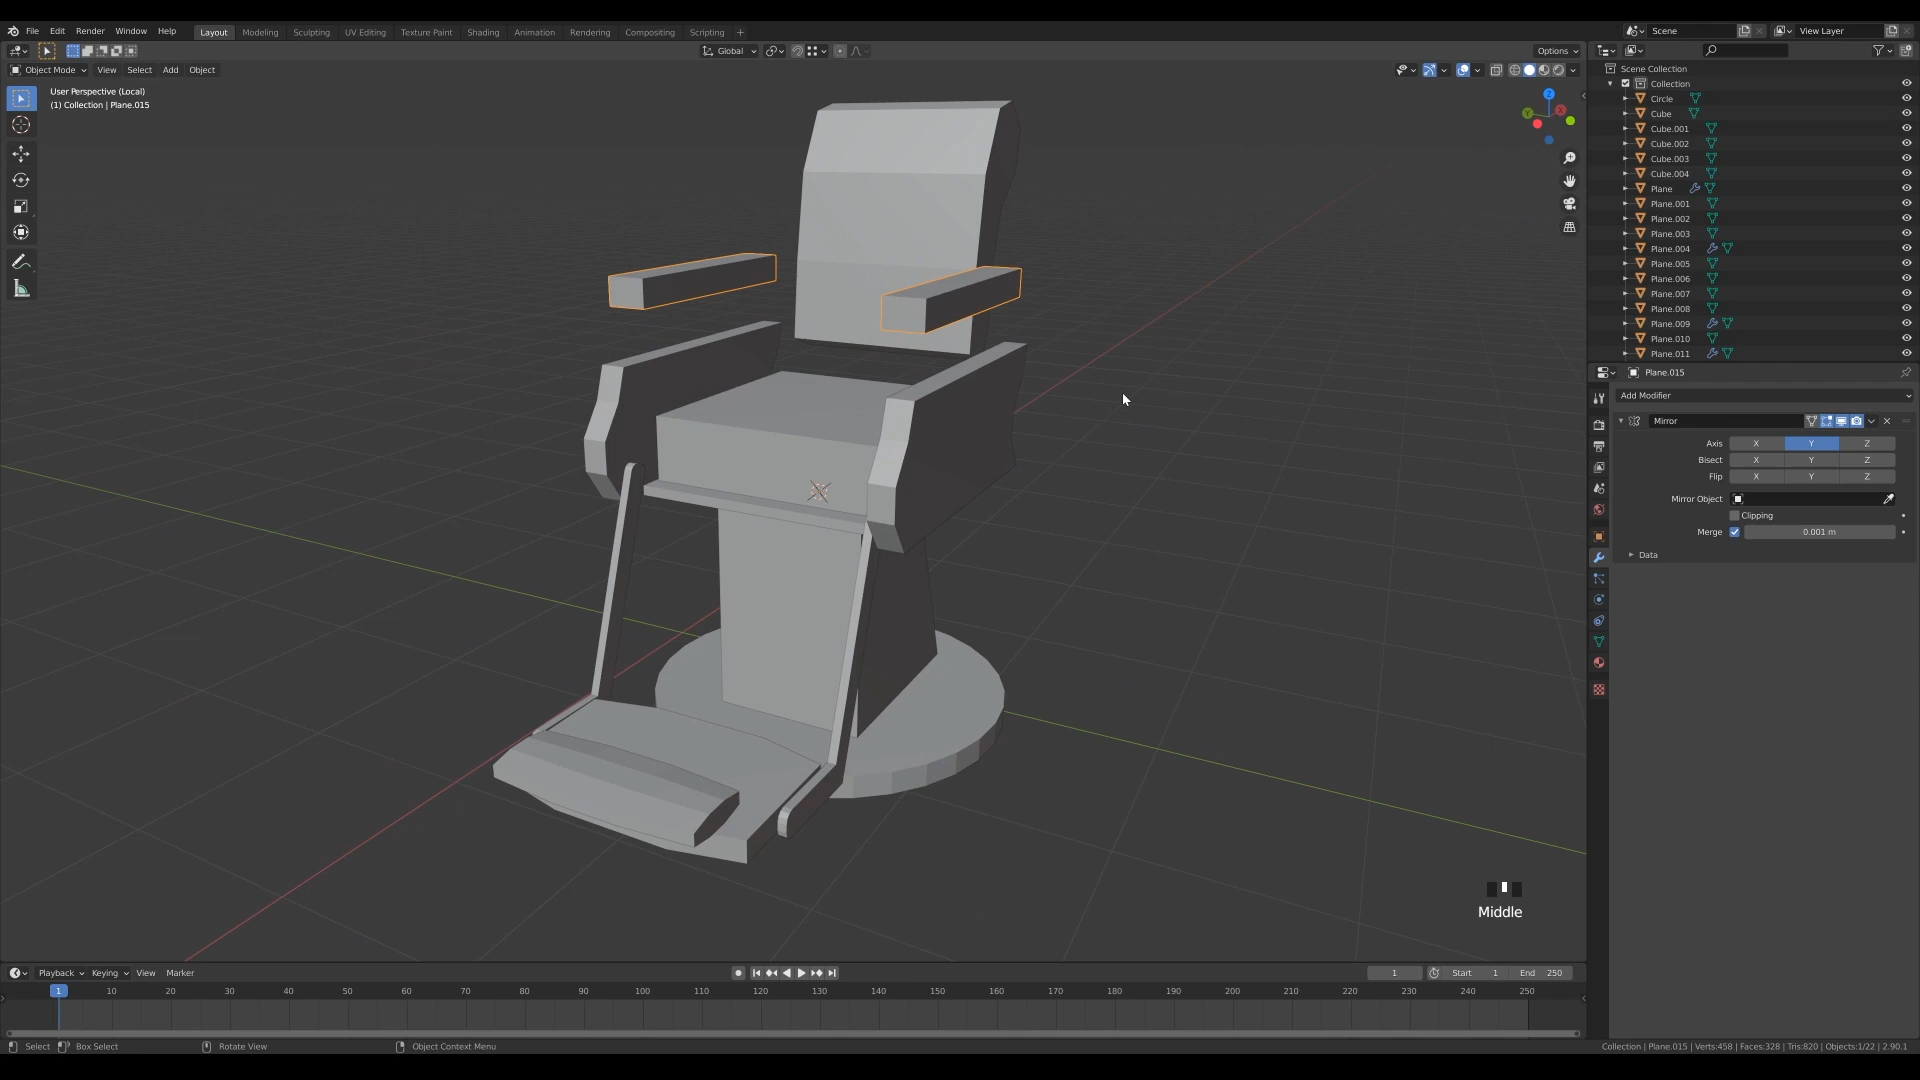 File Edit Render Window Help Layout Modeling Sculpting UV Editing Texture Paint Shading Animation Rendering Compositing Scripting + Scene View Layer
Global Options
Object Mode View Select Add Object
User Perspective (Local)
(1) Collection | Plane.015
Z
Y
X
Scene Collection
Collection
Circle
Cube
Cube.001
Cube.002
Cube.003
Cube.004
Plane
Plane.001
Plane.002
Plane.003
Plane.004
Plane.005
Plane.006
Plane.007
Plane.008
Plane.009
Plane.010
Plane.011
Plane.015
Add Modifier
Mirror
Axis X Y Z
Bisect X Y Z
Flip X Y Z
Mirror Object
Clipping
Merge 0.001 m
Data
Middle
Playback Keying View Marker 1 Start 1 End 250
1 10 20 30 40 50 60 70 80 90 100 110 120 130 140 150 160 170 180 190 200 210 220 230 240 250
Select Box Select Rotate View Object Context Menu Collection | Plane.015 | Verts:458 | Faces:328 | Tris:820 | Objects:1/22 | 2.90.1